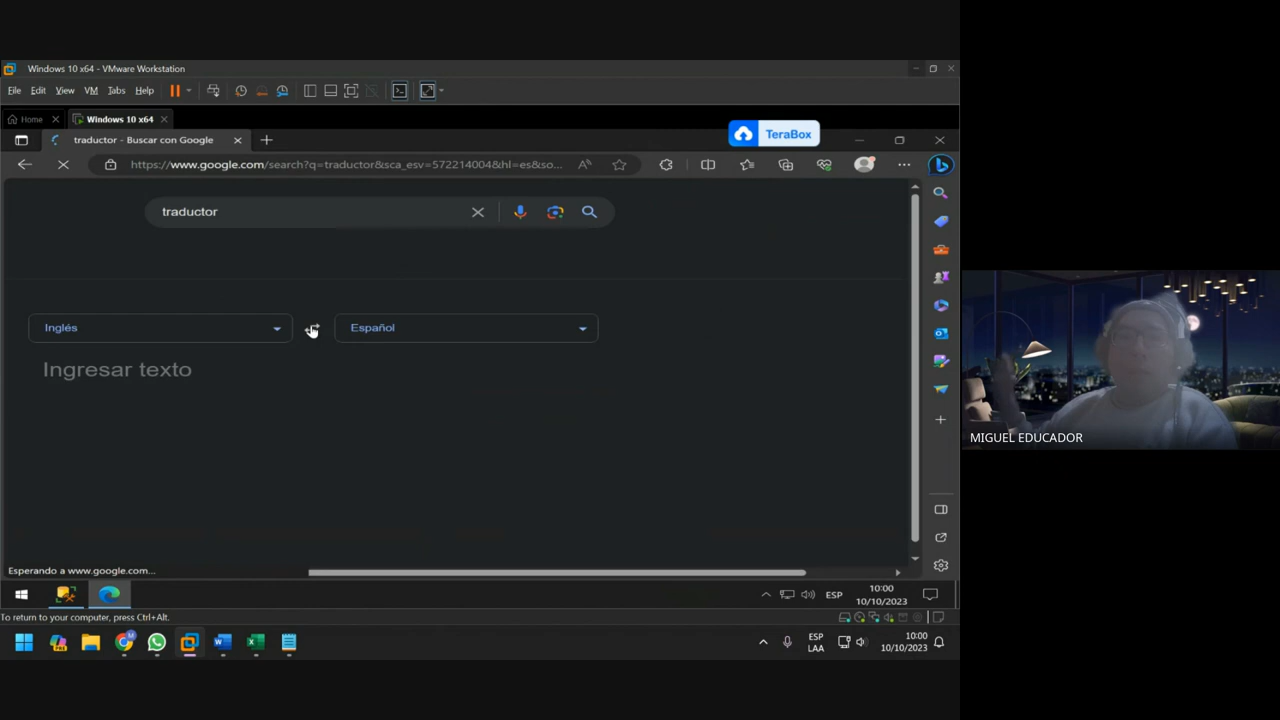 Windows 10 x64 - VMware Workstation
File Edit View VM Tabs Help
Home
Windows 10 x64
traductor - Buscar con Google
TeraBox
https://www.google.com/search?q=traductor&sca_esv=572214004&hl=es&so...
traductor
Inglés
Español
Ingresar texto
MIGUEL EDUCADOR
Esperando a www.google.com...
ESP
10:00
10/10/2023
To return to your computer, press Ctrl+Alt.
ESP
LAA
10:00
10/10/2023